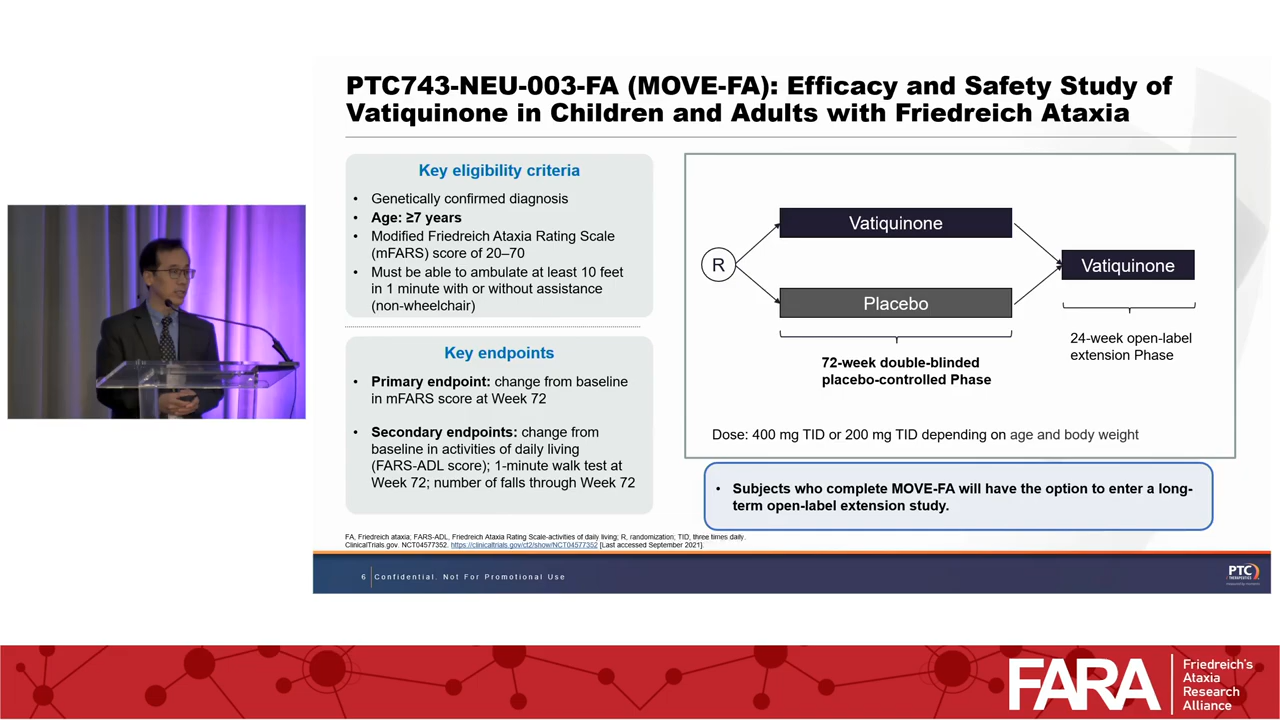 PTC743-NEU-003-FA (MOVE-FA): Efficacy and Safety Study of
Vatiquinone in Children and Adults with Friedreich Ataxia
Key eligibility criteria
• Genetically confirmed diagnosis
• Age: ≥7 years
• Modified Friedreich Ataxia Rating Scale
(mFARS) score of 20–70
• Must be able to ambulate at least 10 feet
in 1 minute with or without assistance
(non-wheelchair)
Key endpoints
• Primary endpoint: change from baseline
in mFARS score at Week 72
• Secondary endpoints: change from
baseline in activities of daily living
(FARS-ADL score); 1-minute walk test at
Week 72; number of falls through Week 72
R
Vatiquinone
Placebo
Vatiquinone
72-week double-blinded
placebo-controlled Phase
24-week open-label
extension Phase
Dose: 400 mg TID or 200 mg TID depending on age and body weight
• Subjects who complete MOVE-FA will have the option to enter a long-
term open-label extension study.
FA, Friedreich ataxia; FARS-ADL, Friedreich Ataxia Rating Scale-activities of daily living; R, randomization; TID, three times daily.
ClinicalTrials.gov. NCT04577352. https://clinicaltrials.gov/ct2/show/NCT04577352 [Last accessed September 2021].
6 Confidential. Not For Promotional Use
PTC
THERAPEUTICS
FARA
Friedreich's
Ataxia
Research
Alliance